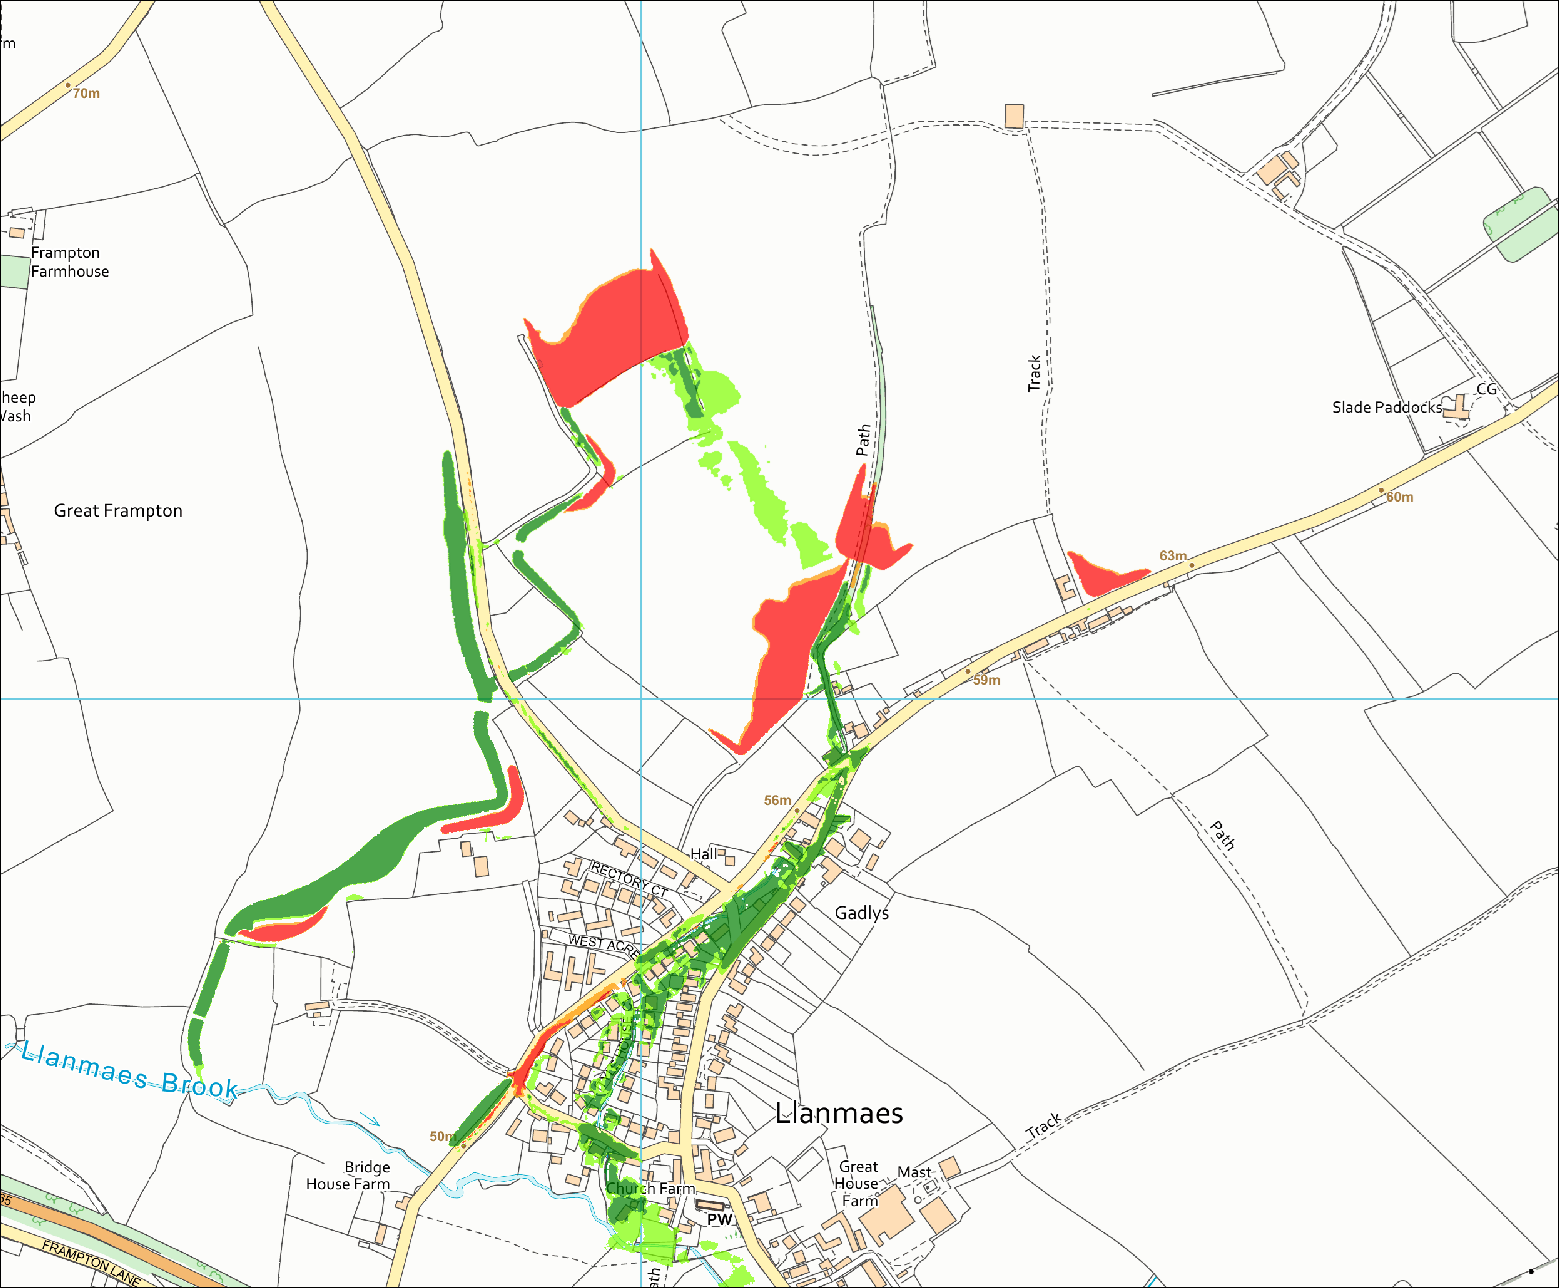 70m
Frampton
Farmhouse
Track
CG
Slade Paddocks
Path
60m
Great Frampton
63m
59m
56m
Path
Hall
RECTORY CT
Gadlys
WEST ACRE
Llanmaes Brook
Llanmaes
Track
50m
Bridge
House Farm
Great
House
Farm
Mast
Church Farm
PW
FRAMPTON LANE